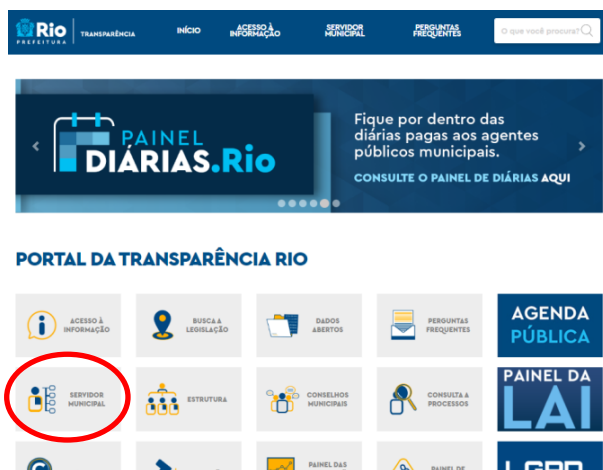 Rio
PREFEITURA
TRANSPARÊNCIA
INÍCIO
ACESSO À
INFORMAÇÃO
SERVIDOR
MUNICIPAL
PERGUNTAS
FREQUENTES
O que você procura?
PAINEL
DIÁRIAS.Rio
Fique por dentro das
diárias pagas aos agentes
públicos municipais.
CONSULTE O PAINEL DE DIÁRIAS AQUI
PORTAL DA TRANSPARÊNCIA RIO
ACESSO À
INFORMAÇÃO
BUSCA A
LEGISLAÇÃO
DADOS
ABERTOS
PERGUNTAS
FREQUENTES
AGENDA
PÚBLICA
SERVIDOR
MUNICIPAL
ESTRUTURA
CONSELHOS
MUNICIPAIS
CONSULTA A
PROCESSOS
PAINEL DA
LAI
PAINEL DAS
PAINEL DE
LGPD